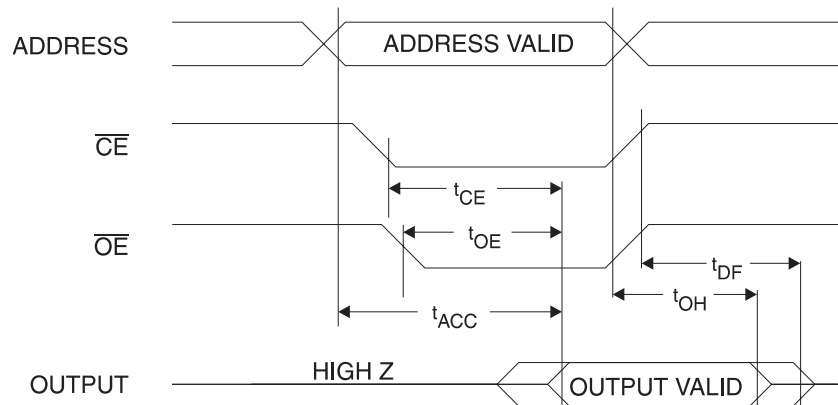 ADDRESS
ADDRESS VALID
CE
tCE
OE
tOE
tDF
tOH
tACC
HIGH Z
OUTPUT
OUTPUT VALID